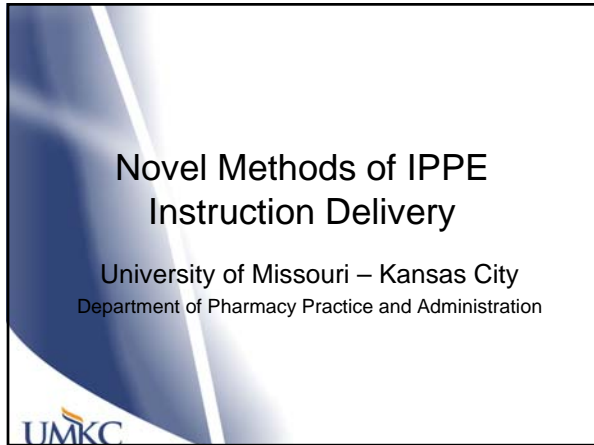 Novel Methods of IPPE
Instruction Delivery
University of Missouri – Kansas City
Department of Pharmacy Practice and Administration
UMKC